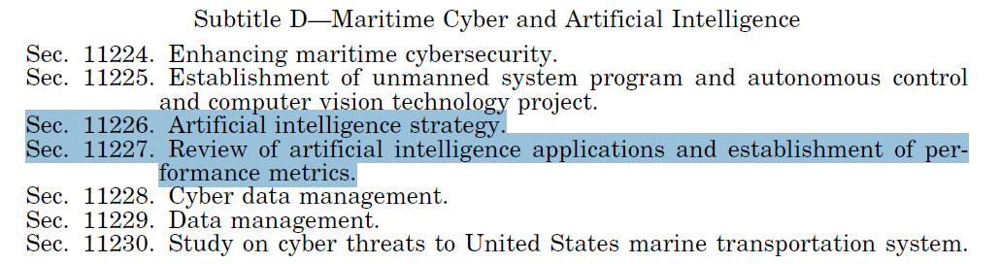 Subtitle D—Maritime Cyber and Artificial Intelligence
Sec. 11224. Enhancing maritime cybersecurity.
Sec. 11225. Establishment of unmanned system program and autonomous control
and computer vision technology project.
Sec. 11226. Artificial intelligence strategy.
Sec. 11227. Review of artificial intelligence applications and establishment of per-
formance metrics.
Sec. 11228. Cyber data management.
Sec. 11229. Data management.
Sec. 11230. Study on cyber threats to United States marine transportation system.